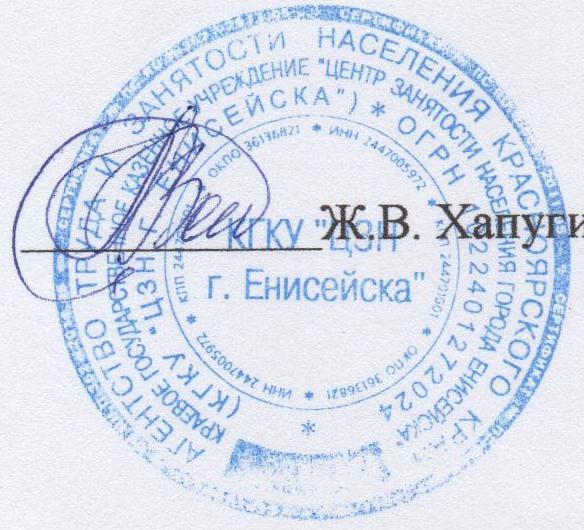 АГЕНТСТВО ТРУДА И ЗАНЯТОСТИ НАСЕЛЕНИЯ КРАСНОЯРСКОГО КРАЯ
КРАЕВОЕ ГОСУДАРСТВЕННОЕ КАЗЕННОЕ УЧРЕЖДЕНИЕ "ЦЕНТР ЗАНЯТОСТИ НАСЕЛЕНИЯ ГОРОДА ЕНИСЕЙСКА"
(КГКУ "ЦЗН г. ЕНИСЕЙСКА") * ОГРН 1022401272024 *
ОКПО 36136821 * ИНН 2447005972 * КПП 244701001 * ОКПО 36136821 * ИНН 2447005972 * КПП
Ж.В. Хапуги
КГКУ "ЦЗН
г. Енисейска"